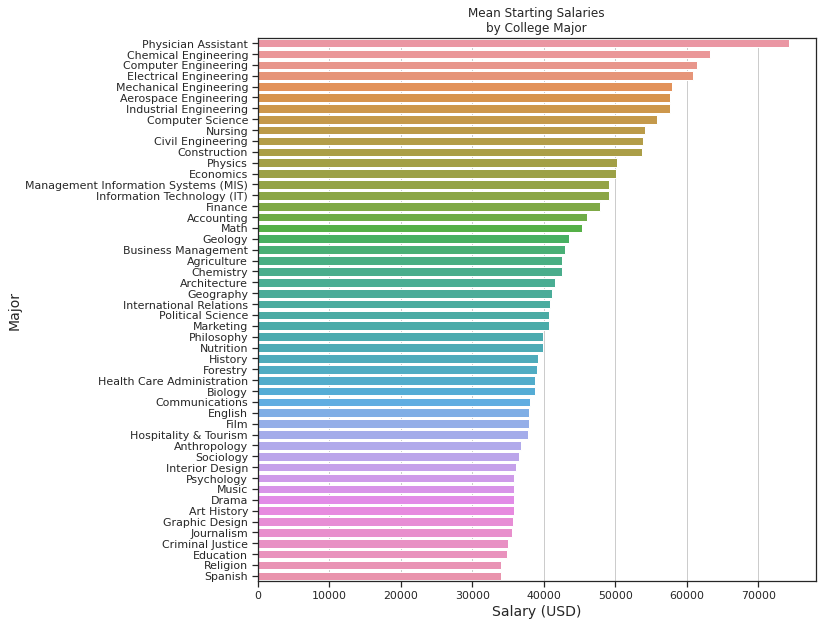 Mean Starting Salaries
by College Major
Major
Physician Assistant
Chemical Engineering
Computer Engineering
Electrical Engineering
Mechanical Engineering
Aerospace Engineering
Industrial Engineering
Computer Science
Nursing
Civil Engineering
Construction
Physics
Economics
Management Information Systems (MIS)
Information Technology (IT)
Finance
Accounting
Math
Geology
Business Management
Agriculture
Chemistry
Architecture
Geography
International Relations
Political Science
Marketing
Philosophy
Nutrition
History
Forestry
Health Care Administration
Biology
Communications
English
Film
Hospitality & Tourism
Anthropology
Sociology
Interior Design
Psychology
Music
Drama
Art History
Graphic Design
Journalism
Criminal Justice
Education
Religion
Spanish
0 10000 20000 30000 40000 50000 60000 70000
Salary (USD)